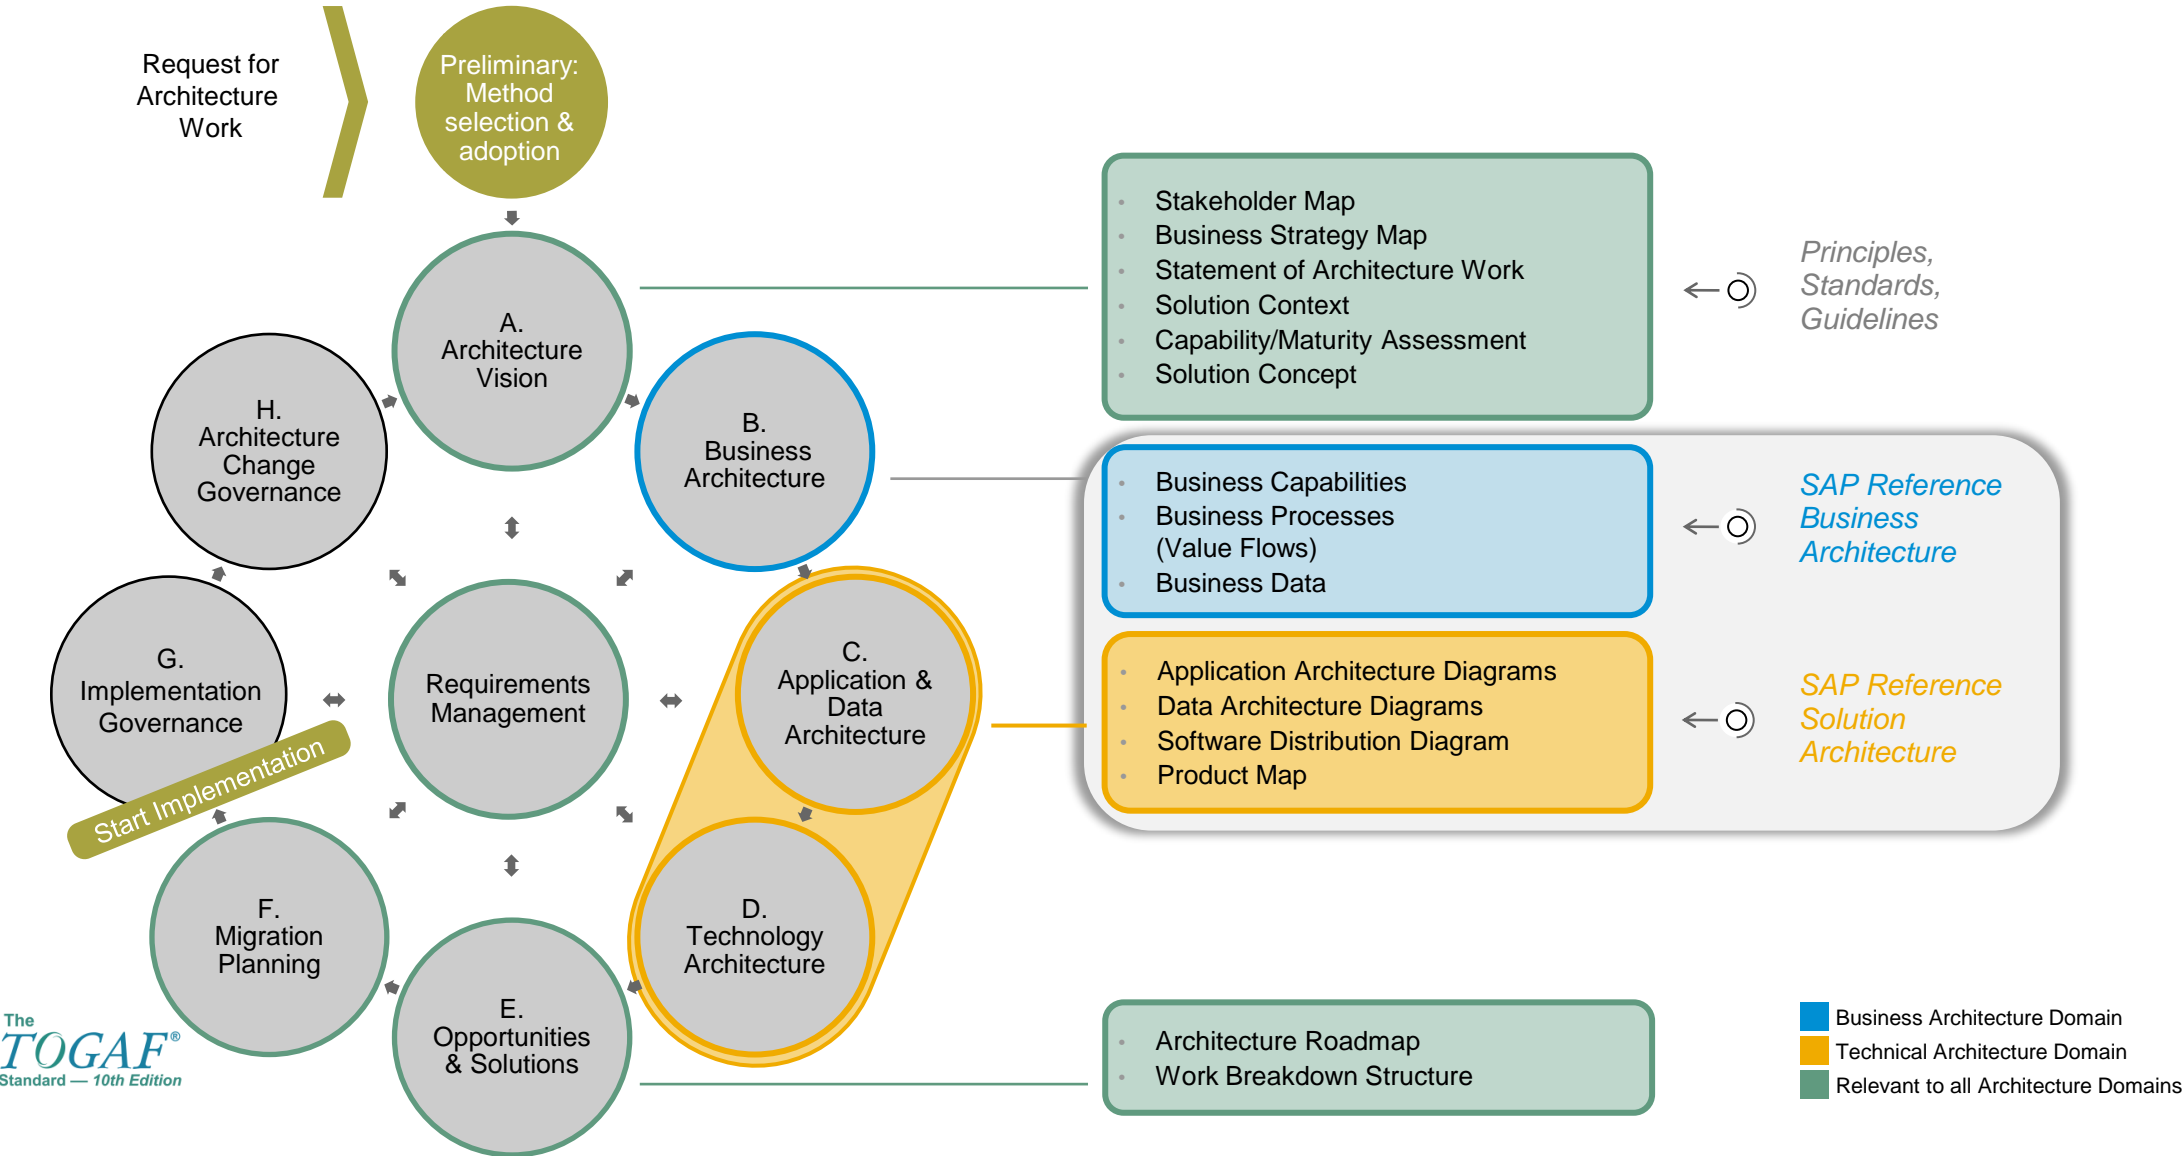 Request for
Architecture
Work
Preliminary:
Method
selection &
adoption
A.
Architecture
Vision
B.
Business
Architecture
C.
Application &
Data
Architecture
D.
Technology
Architecture
E.
Opportunities
& Solutions
F.
Migration
Planning
Start Implementation
G.
Implementation
Governance
H.
Architecture
Change
Governance
Requirements
Management
• Stakeholder Map
• Business Strategy Map
• Statement of Architecture Work
• Solution Context
• Capability/Maturity Assessment
• Solution Concept
Principles,
Standards,
Guidelines
• Business Capabilities
• Business Processes
(Value Flows)
• Business Data
SAP Reference
Business
Architecture
• Application Architecture Diagrams
• Data Architecture Diagrams
• Software Distribution Diagram
• Product Map
SAP Reference
Solution
Architecture
• Architecture Roadmap
• Work Breakdown Structure
Business Architecture Domain
Technical Architecture Domain
Relevant to all Architecture Domains
The
TOGAF®
Standard — 10th Edition